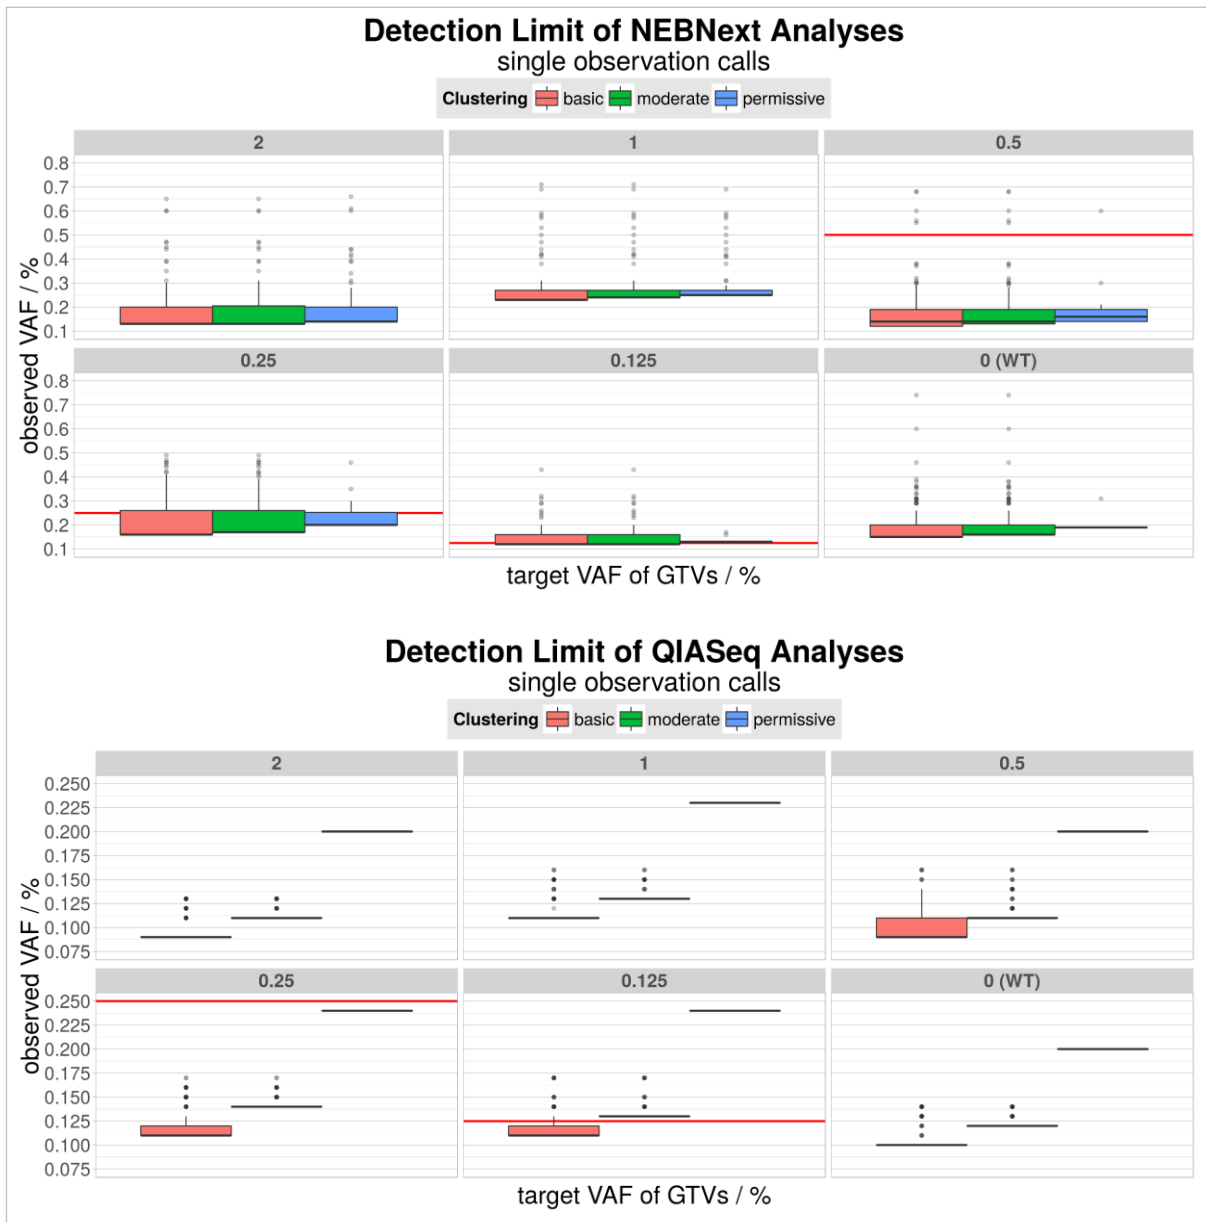 Detection Limit of NEBNext Analyses
single observation calls
Clustering basic moderate permissive
2 1 0.5
0.8
0.7
0.6
0.5
0.4
0.3
0.2
0.1
0.25 0.125 0 (WT)
0.8
0.7
0.6
0.5
0.4
0.3
0.2
0.1
observed VAF / %
target VAF of GTVs / %
Detection Limit of QIASeq Analyses
single observation calls
Clustering basic moderate permissive
2 1 0.5
0.250
0.225
0.200
0.175
0.150
0.125
0.100
0.075
0.25 0.125 0 (WT)
0.250
0.225
0.200
0.175
0.150
0.125
0.100
0.075
observed VAF / %
target VAF of GTVs / %